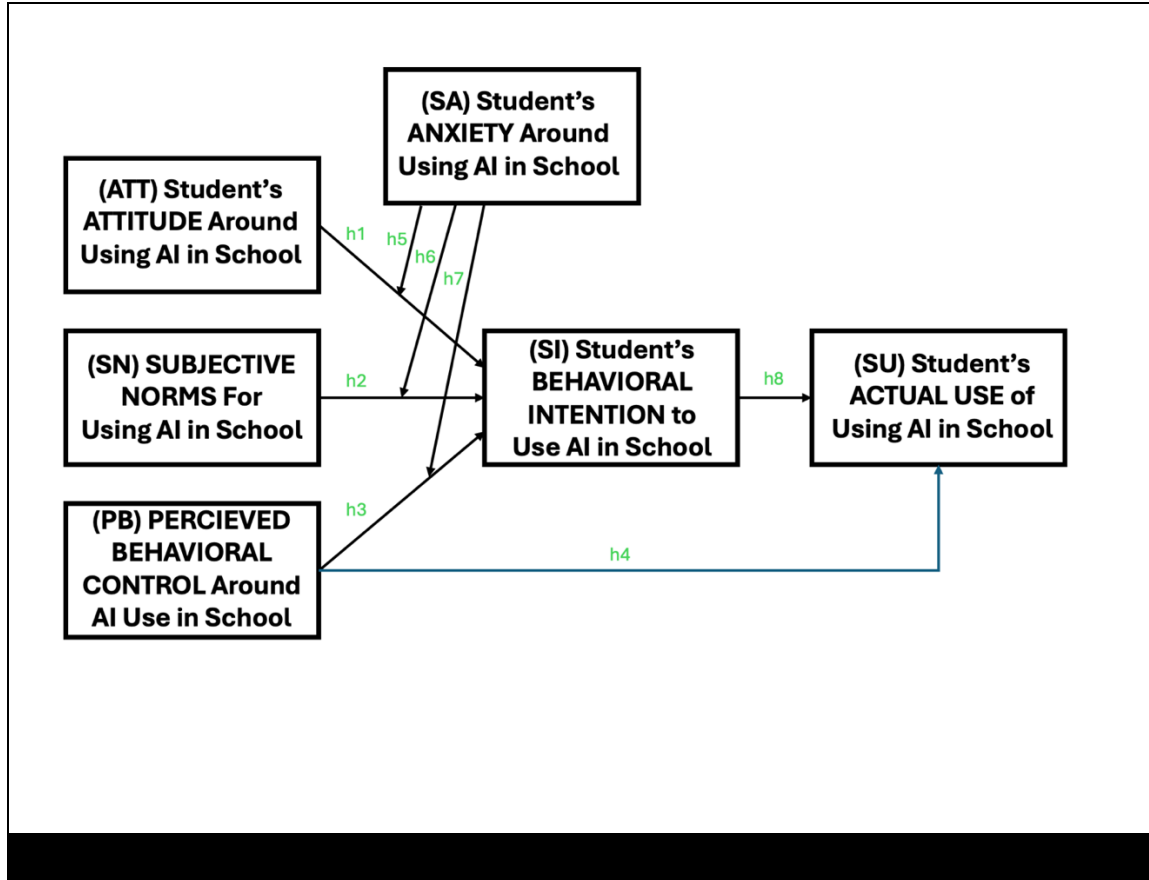 (SA) Student’s
ANXIETY Around
Using AI in School
(ATT) Student’s
ATTITUDE Around
Using AI in School
h1
h5
h6
h7
(SN) SUBJECTIVE
NORMS For
Using AI in School
h2
(SI) Student’s
BEHAVIORAL
INTENTION to
Use AI in School
h8
(SU) Student’s
ACTUAL USE of
Using AI in School
(PB) PERCIEVED
BEHAVIORAL
CONTROL Around
AI Use in School
h3
h4